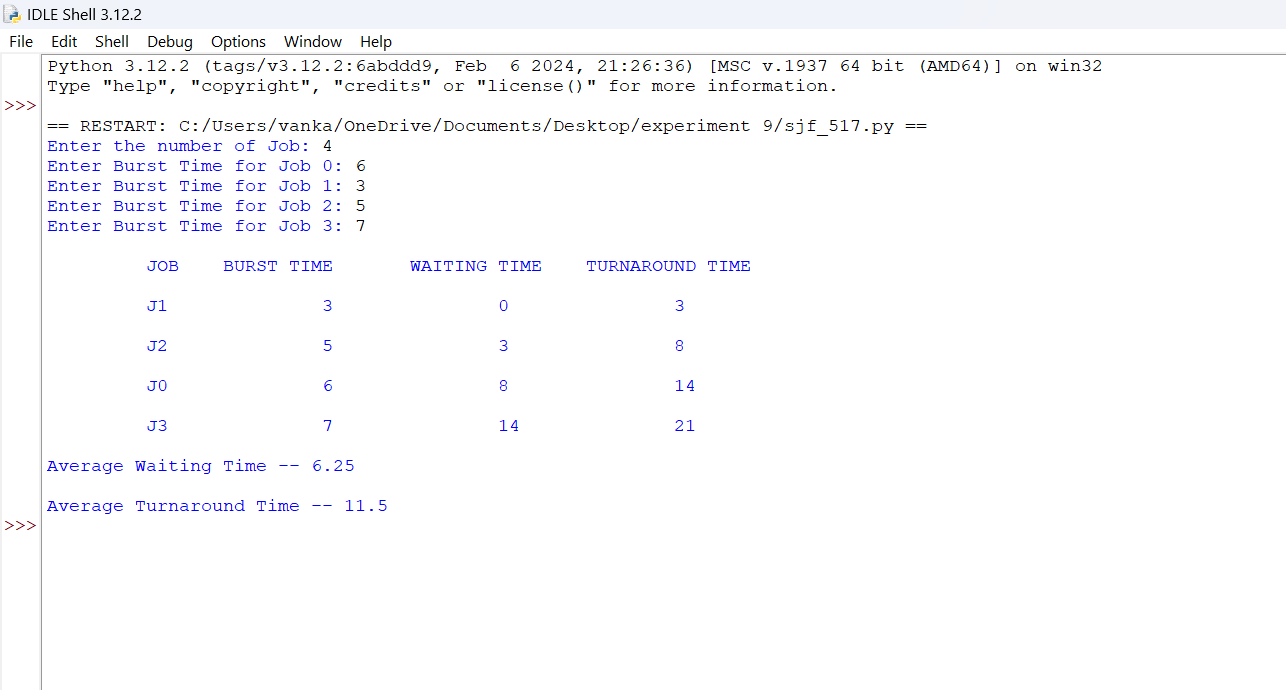 IDLE Shell 3.12.2
File Edit Shell Debug Options Window Help
Python 3.12.2 (tags/v3.12.2:6abddd9, Feb  6 2024, 21:26:36) [MSC v.1937 64 bit (AMD64)] on win32
Type "help", "copyright", "credits" or "license()" for more information.
>>>
== RESTART: C:/Users/vanka/OneDrive/Documents/Desktop/experiment 9/sjf_517.py ==
Enter the number of Job: 4
Enter Burst Time for Job 0: 6
Enter Burst Time for Job 1: 3
Enter Burst Time for Job 2: 5
Enter Burst Time for Job 3: 7
JOB BURST TIME WAITING TIME TURNAROUND TIME
J1 3 0 3
J2 5 3 8
J0 6 8 14
J3 7 14 21
Average Waiting Time -- 6.25
Average Turnaround Time -- 11.5
>>>